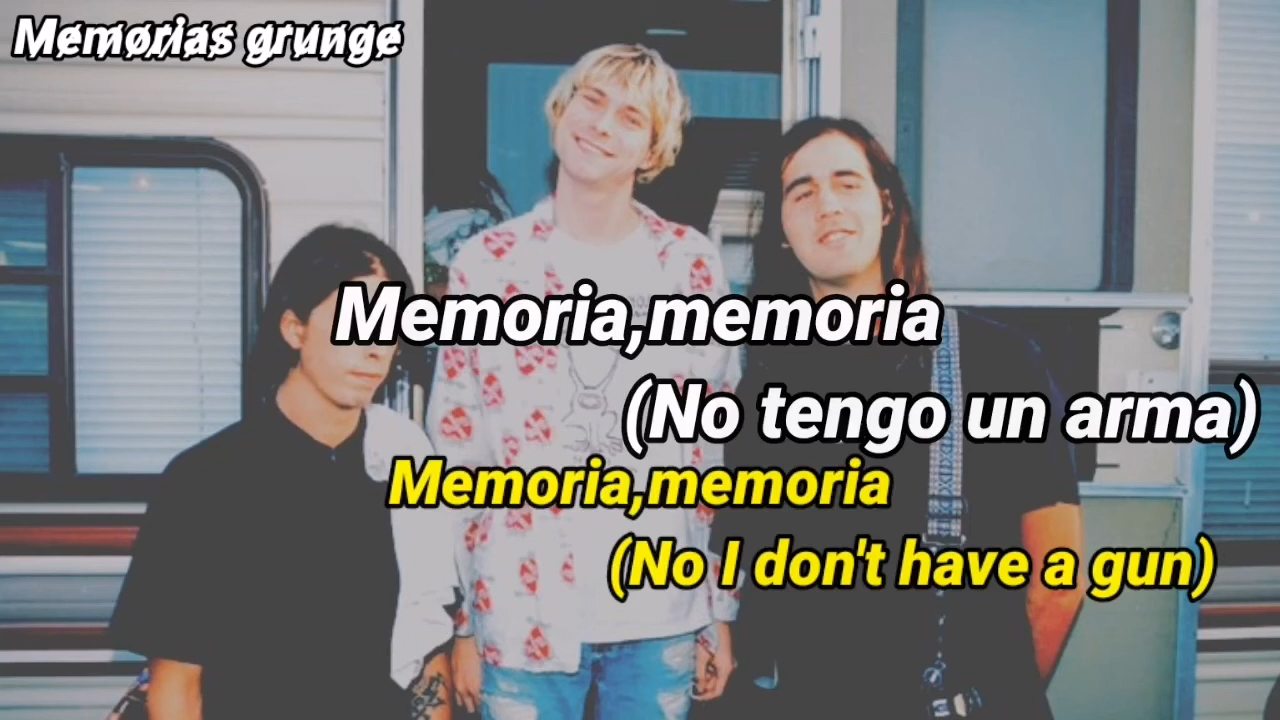 Memorias grunge
Memoria,memoria
(No tengo un arma)
Memoria,memoria
(No I don't have a gun)